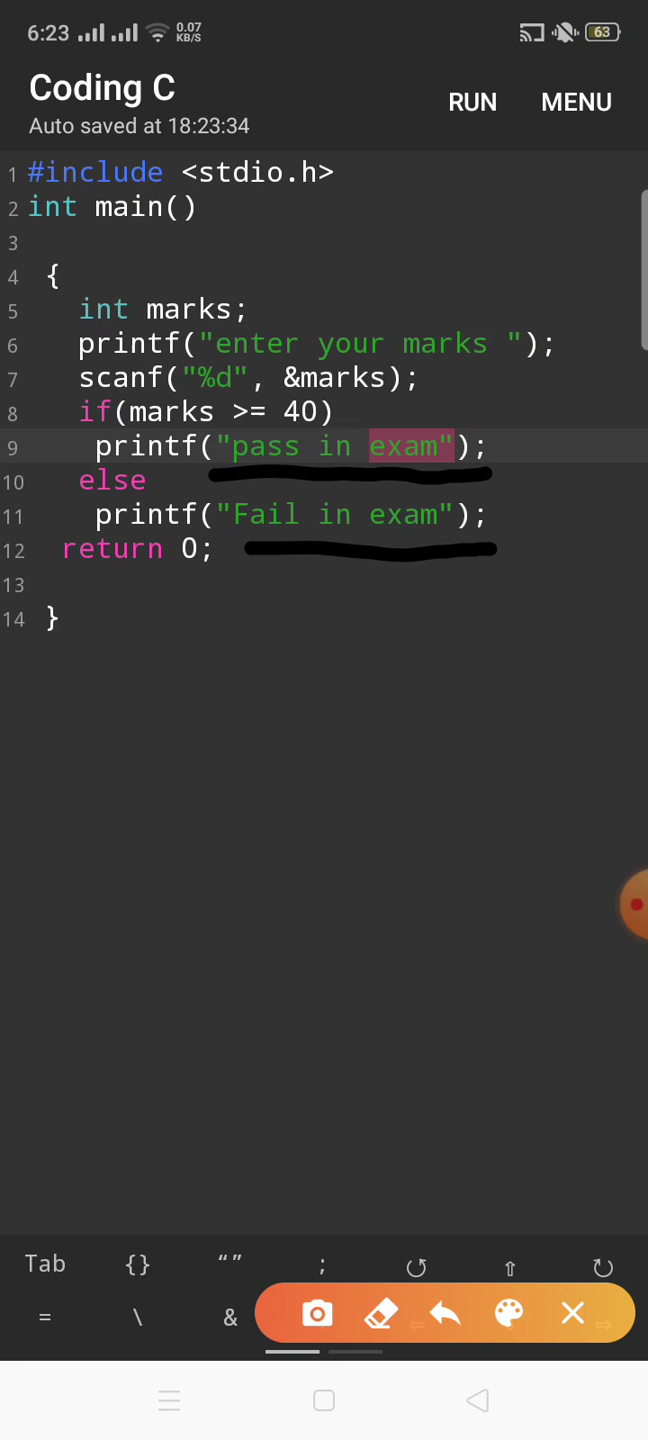 6:23 0.07 KB/S 63
Coding C
RUN MENU
Auto saved at 18:23:34
1 #include <stdio.h>
2 int main()
3
4 {
5 int marks;
6 printf("enter your marks ");
7 scanf("%d", &marks);
8 if(marks >= 40)
9 printf("pass in exam");
10 else
11 printf("Fail in exam");
12 return 0;
13
14 }
Tab {} “” ; ↺ ⇧ ↻
= \ & ⇦ ⇨